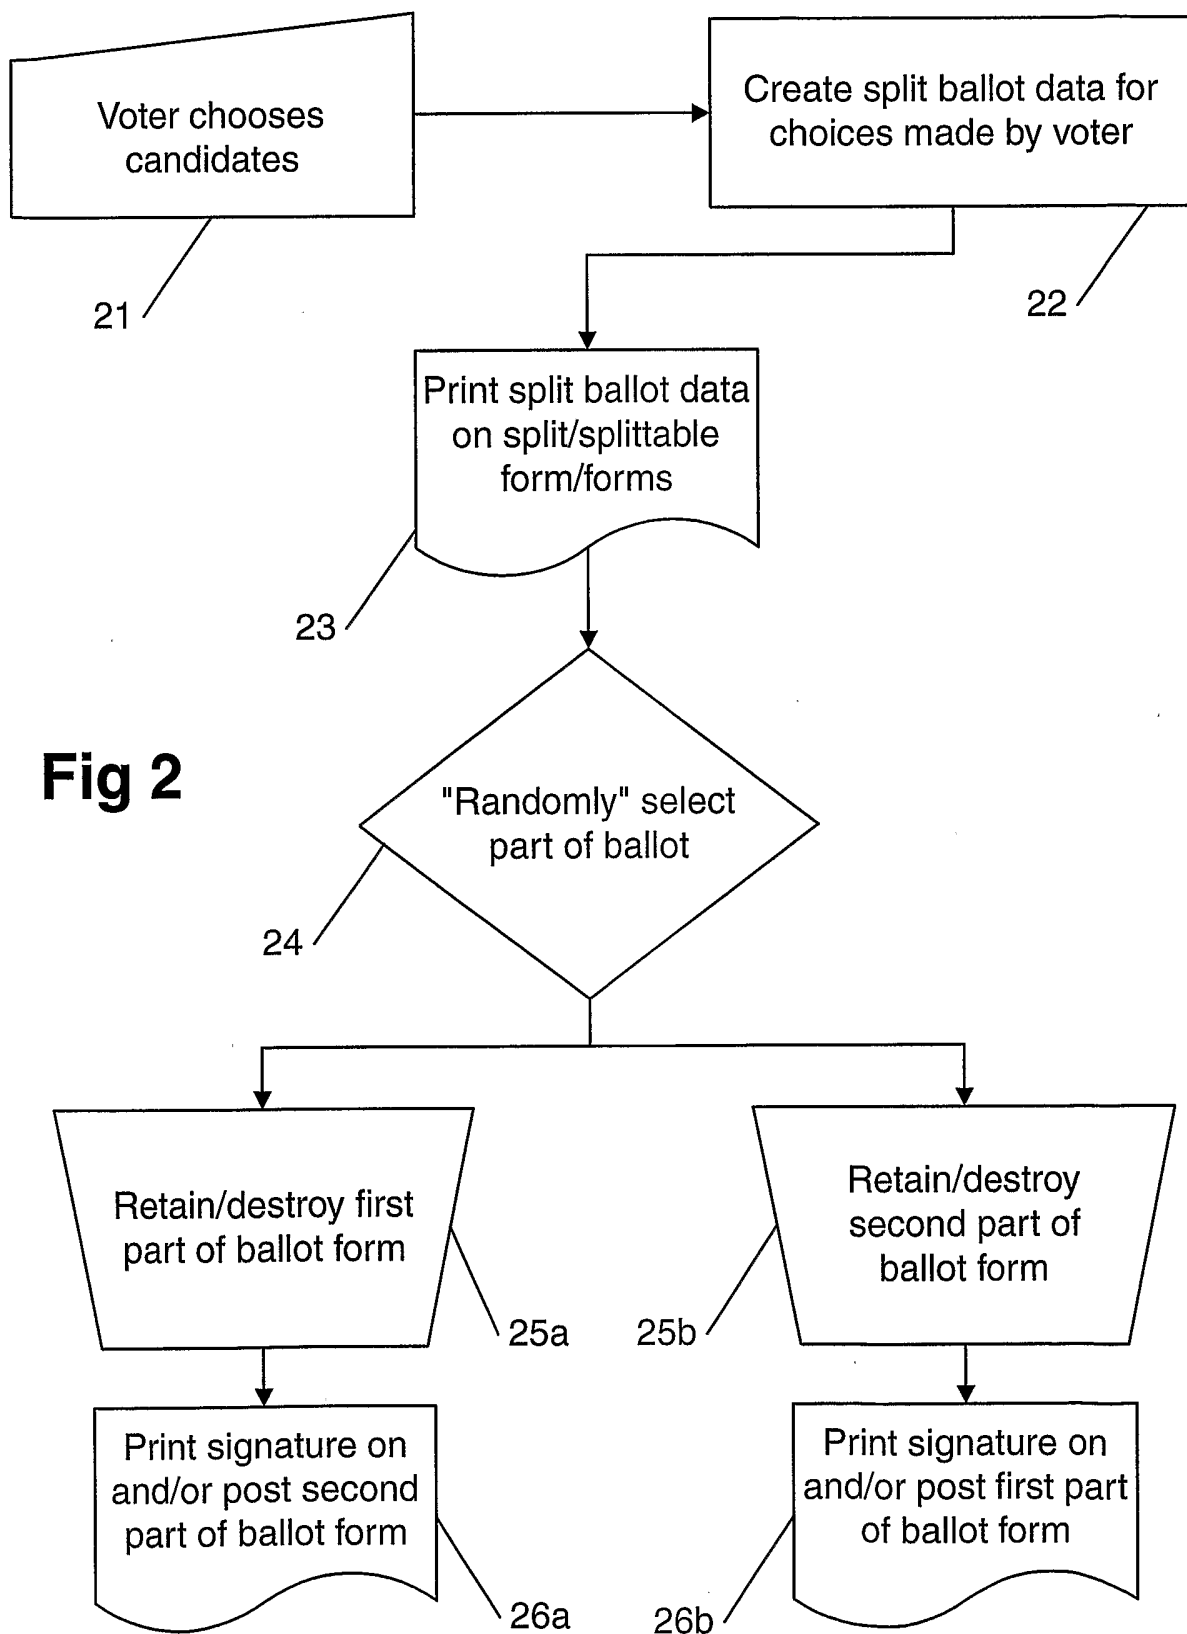 Voter chooses
candidates
Create split ballot data for
choices made by voter
21
22
Print split ballot data
on split/splittable
form/forms
23
Fig 2
"Randomly" select
part of ballot
24
Retain/destroy first
part of ballot form
Retain/destroy
second part of
ballot form
25a
25b
Print signature on
and/or post second
part of ballot form
Print signature on
and/or post first part
of ballot form
26a
26b